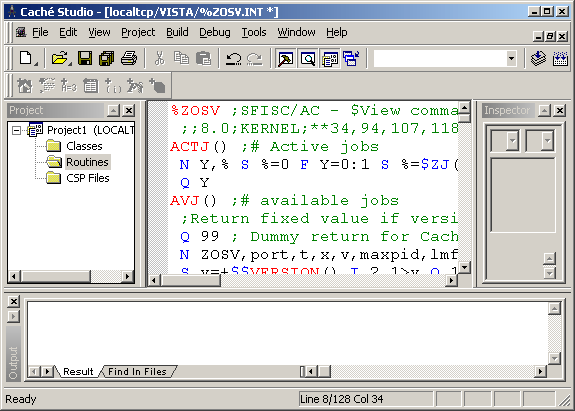 Caché Studio - [localtcp/VISTA/%ZOSV.INT *]
File Edit View Project Build Debug Tools Window Help
Project
Inspector
Project1 (LOCALT
Classes
Routines
CSP Files
%ZOSV ;SFISC/AC - $View comma
;;8.0;KERNEL;**34,94,107,118
ACTJ() ;# Active jobs
N Y,% S %=0 F Y=0:1 S %=$ZJ(
Q Y
AVJ() ;# available jobs
;Return fixed value if versi
Q 99 ; Dummy return for Cach
N ZOSV,port,t,x,v,maxpid,lmf
S v=+$$VERSION() I 2.1>v Q 1
Output
Result Find In Files
Ready Line 8/128 Col 34